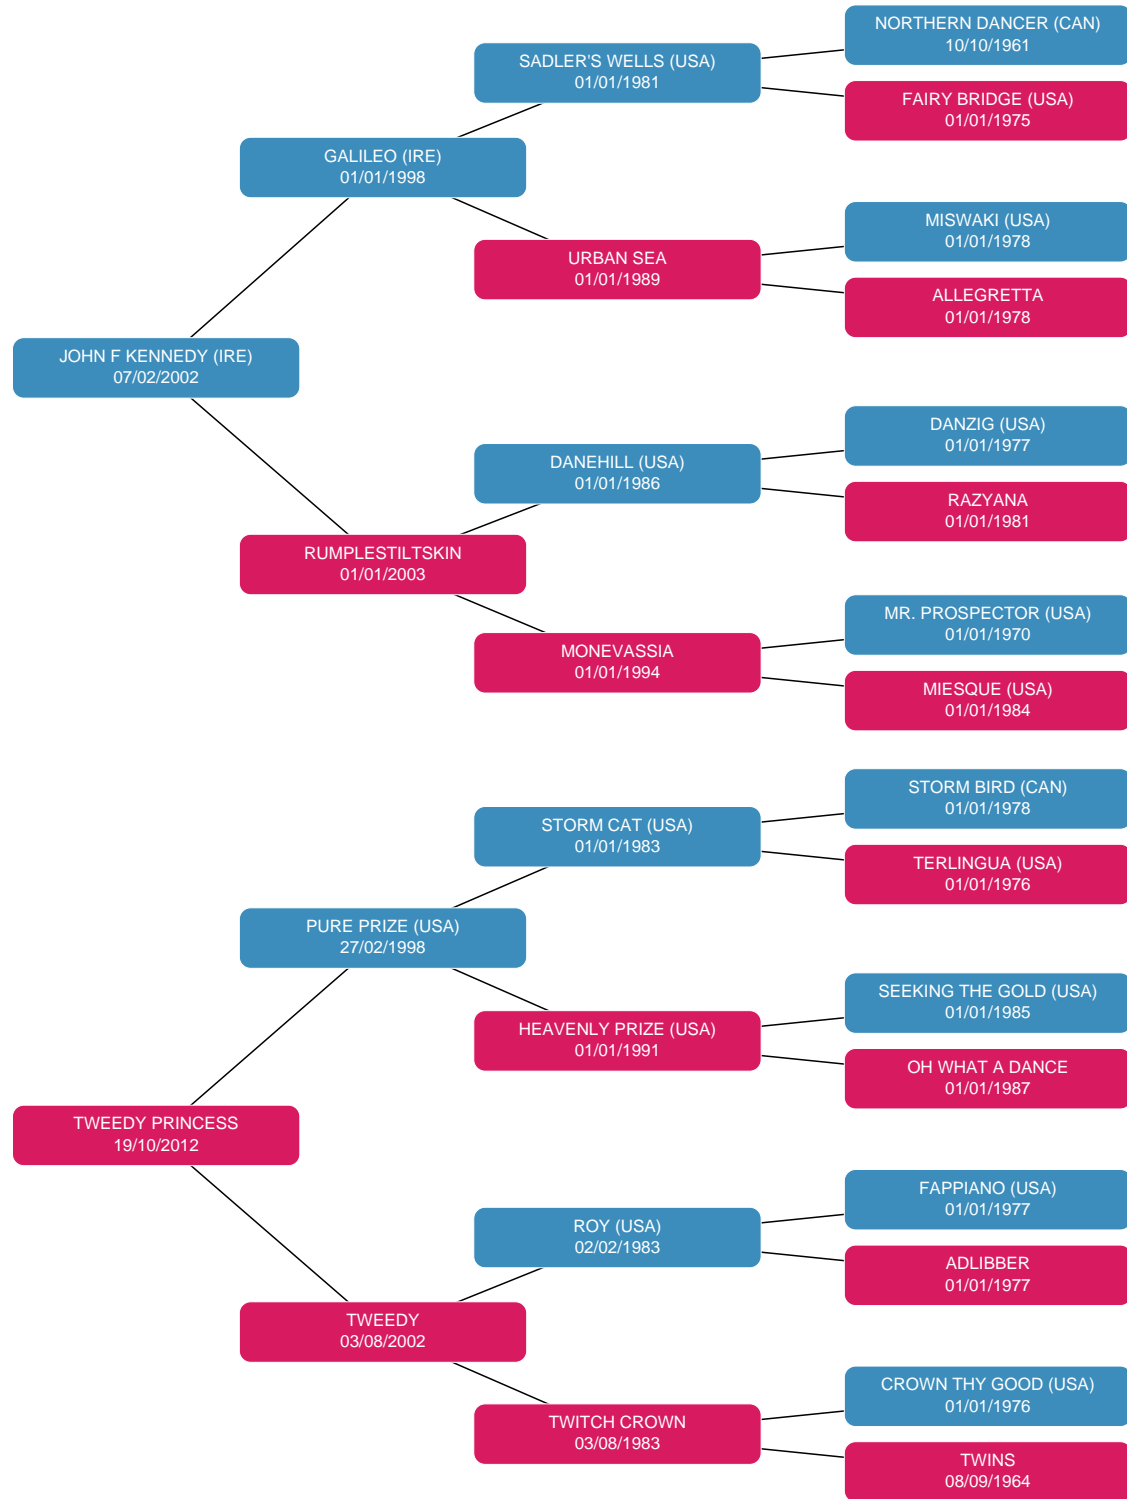 NORTHERN DANCER (CAN)
10/10/1961
SADLER'S WELLS (USA)
01/01/1981
FAIRY BRIDGE (USA)
01/01/1975
GALILEO (IRE)
01/01/1998
MISWAKI (USA)
01/01/1978
URBAN SEA
01/01/1989
ALLEGRETTA
01/01/1978
JOHN F KENNEDY (IRE)
07/02/2002
DANZIG (USA)
01/01/1977
DANEHILL (USA)
01/01/1986
RAZYANA
01/01/1981
RUMPLESTILTSKIN
01/01/2003
MR. PROSPECTOR (USA)
01/01/1970
MONEVASSIA
01/01/1994
MIESQUE (USA)
01/01/1984
STORM BIRD (CAN)
01/01/1978
STORM CAT (USA)
01/01/1983
TERLINGUA (USA)
01/01/1976
PURE PRIZE (USA)
27/02/1998
SEEKING THE GOLD (USA)
01/01/1985
HEAVENLY PRIZE (USA)
01/01/1991
OH WHAT A DANCE
01/01/1987
TWEEDY PRINCESS
19/10/2012
FAPPIANO (USA)
01/01/1977
ROY (USA)
02/02/1983
ADLIBBER
01/01/1977
TWEEDY
03/08/2002
CROWN THY GOOD (USA)
01/01/1976
TWITCH CROWN
03/08/1983
TWINS
08/09/1964